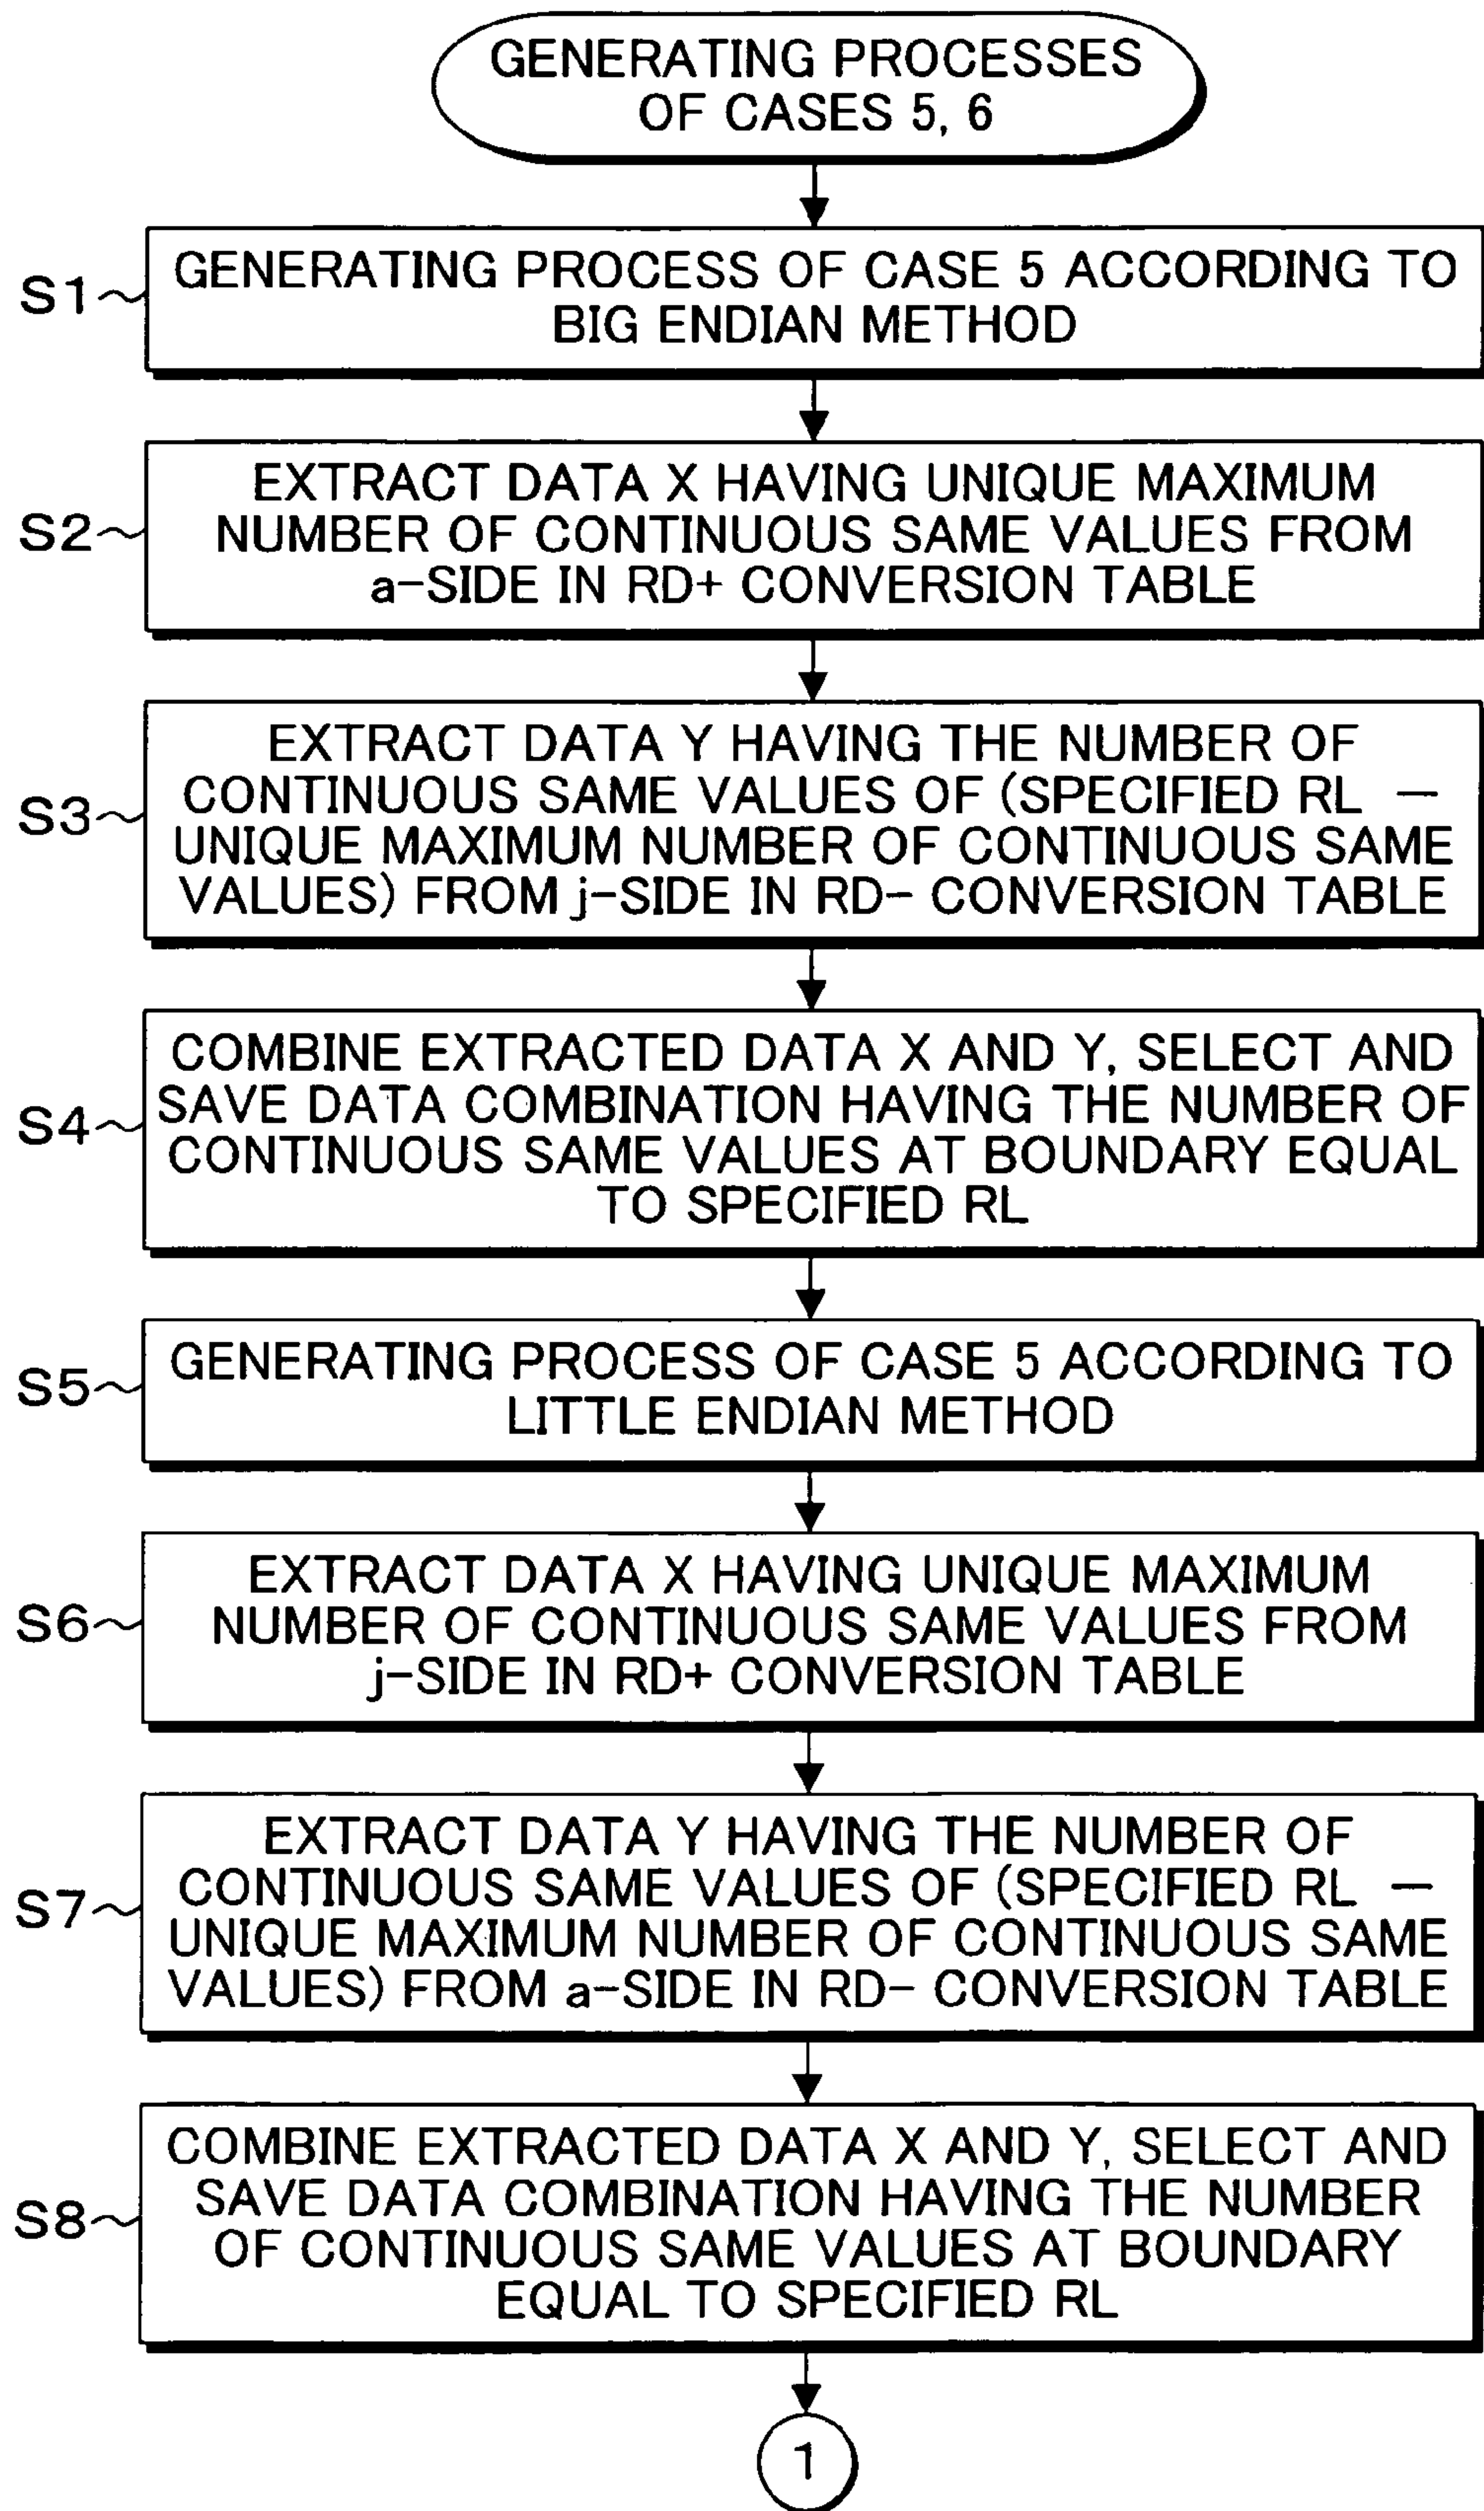 GENERATING PROCESSES
OF CASES 5, 6
S1
GENERATING PROCESS OF CASE 5 ACCORDING TO
BIG ENDIAN METHOD
S2
EXTRACT DATA X HAVING UNIQUE MAXIMUM
NUMBER OF CONTINUOUS SAME VALUES FROM
a-SIDE IN RD+ CONVERSION TABLE
S3
EXTRACT DATA Y HAVING THE NUMBER OF
CONTINUOUS SAME VALUES OF (SPECIFIED RL —
UNIQUE MAXIMUM NUMBER OF CONTINUOUS SAME
VALUES) FROM j-SIDE IN RD- CONVERSION TABLE
S4
COMBINE EXTRACTED DATA X AND Y, SELECT AND
SAVE DATA COMBINATION HAVING THE NUMBER OF
CONTINUOUS SAME VALUES AT BOUNDARY EQUAL
TO SPECIFIED RL
S5
GENERATING PROCESS OF CASE 5 ACCORDING TO
LITTLE ENDIAN METHOD
S6
EXTRACT DATA X HAVING UNIQUE MAXIMUM
NUMBER OF CONTINUOUS SAME VALUES FROM
j-SIDE IN RD+ CONVERSION TABLE
S7
EXTRACT DATA Y HAVING THE NUMBER OF
CONTINUOUS SAME VALUES OF (SPECIFIED RL —
UNIQUE MAXIMUM NUMBER OF CONTINUOUS SAME
VALUES) FROM a-SIDE IN RD- CONVERSION TABLE
S8
COMBINE EXTRACTED DATA X AND Y, SELECT AND
SAVE DATA COMBINATION HAVING THE NUMBER
OF CONTINUOUS SAME VALUES AT BOUNDARY
EQUAL TO SPECIFIED RL
1